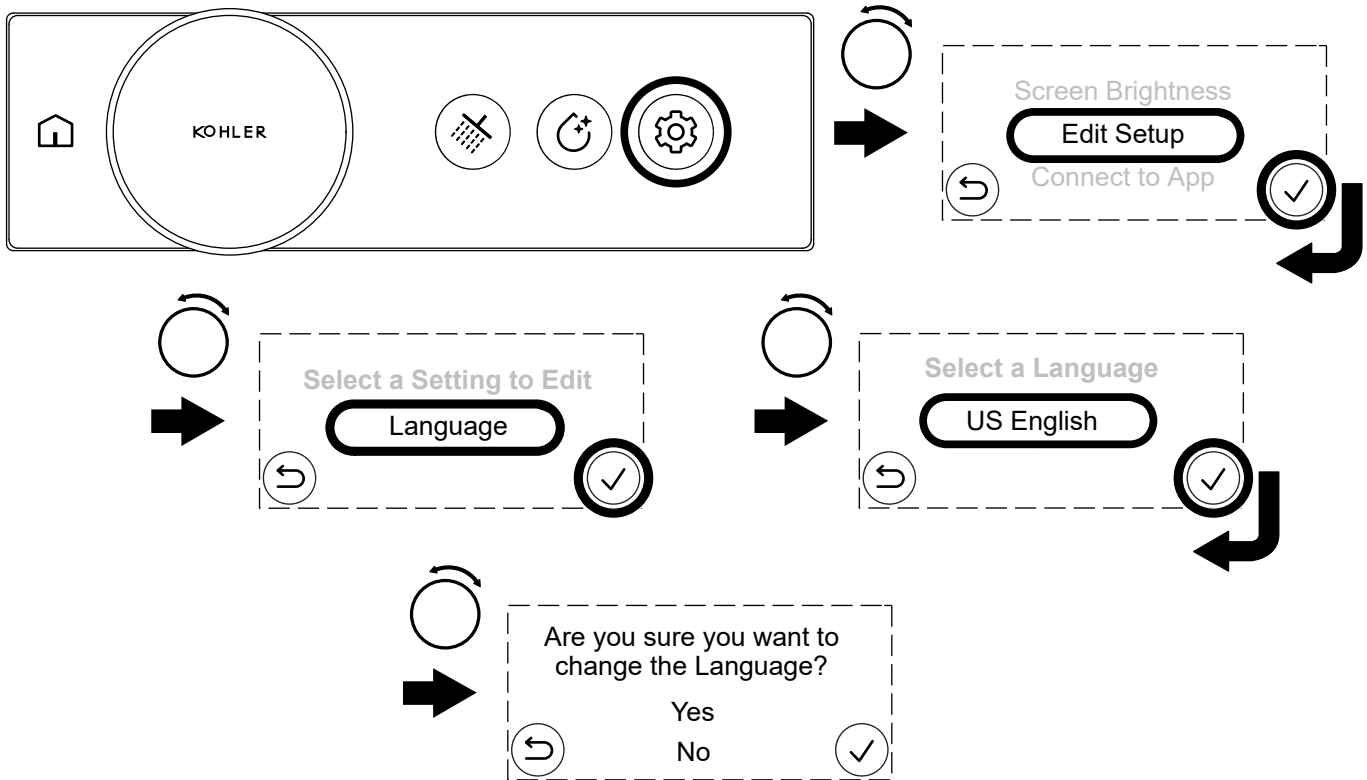 KOHLER
Screen Brightness
Edit Setup
Connect to App
Select a Setting to Edit
Language
Select a Language
US English
Are you sure you want to
change the Language?
Yes
No